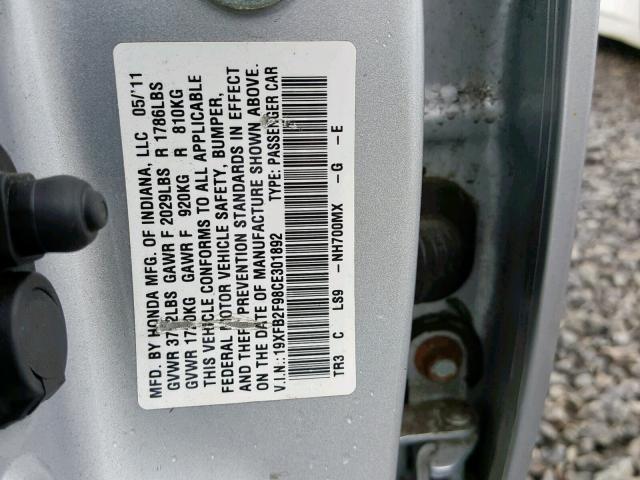 MFD. BY HONDA MFG. OF INDIANA, LLC 05/'11
LBS GAWR F 2029LBS R 1786LBS
KG GAWR F 920KG R 810KG
THIS VEHICLE CONFORMS TO ALL APPLICABLE
FEDERAL MOTOR VEHICLE SAFETY, BUMPER,
AND THEFT PREVENTION STANDARDS IN EFFECT
ON THE DATE OF MANUFACTURE SHOWN ABOVE.
V.I.N.: 19XFB2F98CE301892 TYPE: PASSENGER CAR
TR3 C LS9 -NH700MX -G -E